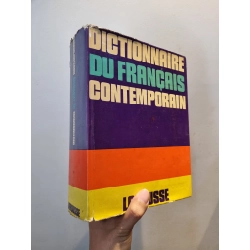 DICTIONNAIRE
DU FRANÇAIS
CONTEMPORAIN